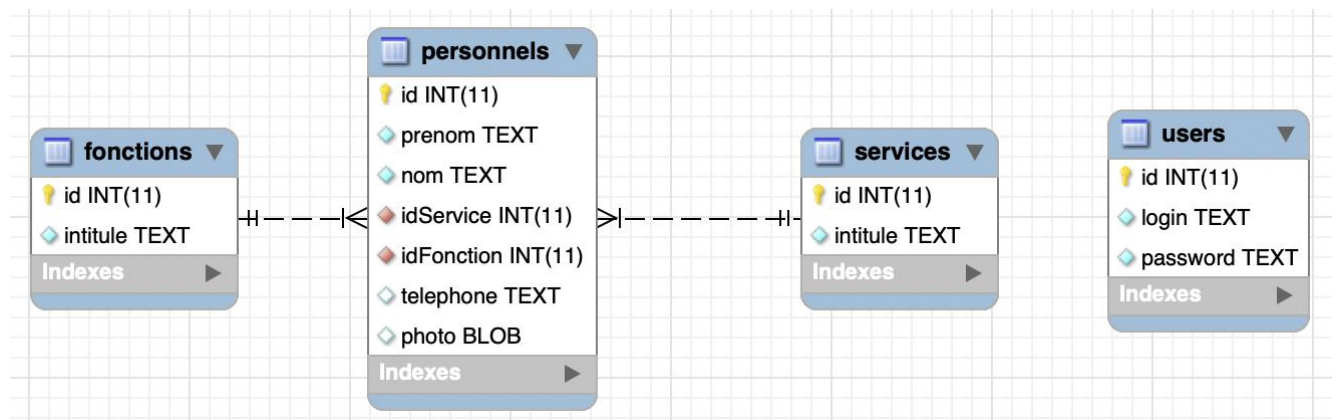 fonctions
id INT(11)
intitule TEXT
Indexes
personnels
id INT(11)
prenom TEXT
nom TEXT
idService INT(11)
idFonction INT(11)
telephone TEXT
photo BLOB
Indexes
services
id INT(11)
intitule TEXT
Indexes
users
id INT(11)
login TEXT
password TEXT
Indexes